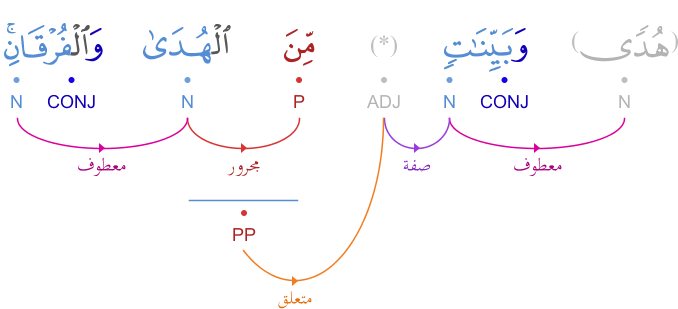 (هُدًى) وَبَيِّنَـٰتٍ (*) مِّنَ ٱلْهُدَىٰ وَٱلْفُرْقَانِ ۚ
N CONJ N ADJ P N CONJ N
معطوف صفة مجرور معطوف
PP
متعلق